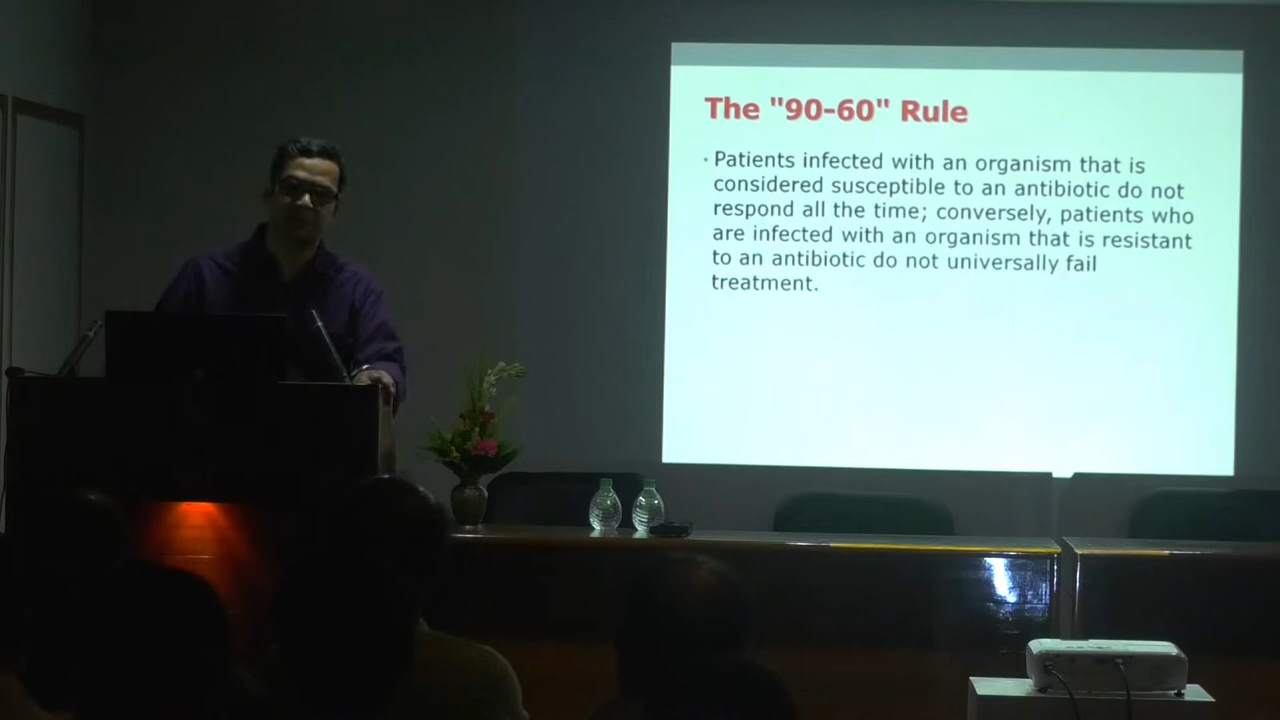 The "90-60" Rule
· Patients infected with an organism that is
considered susceptible to an antibiotic do not
respond all the time; conversely, patients who
are infected with an organism that is resistant
to an antibiotic do not universally fail
treatment.